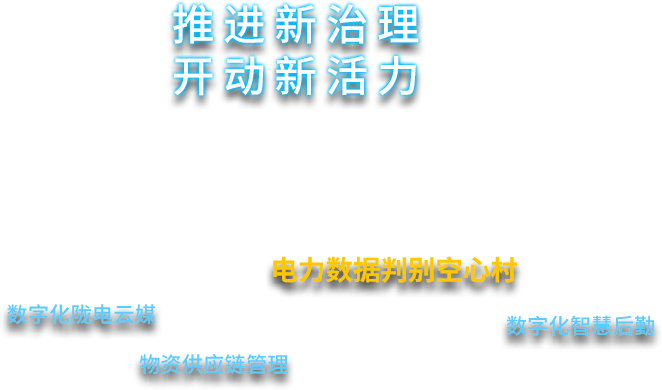 推进新治理
开动新活力
电力数据判别空心村
数字化陇电云媒
数字化智慧后勤
物资供应链管理